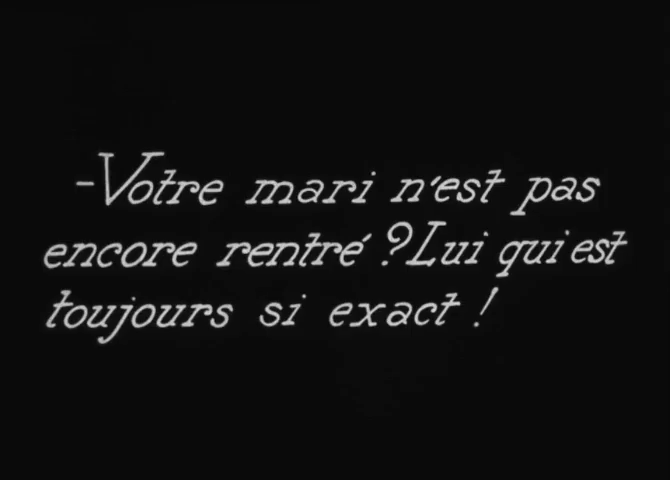 -Votre mari n'est pas
encore rentré ? Lui qui est
toujours si exact !